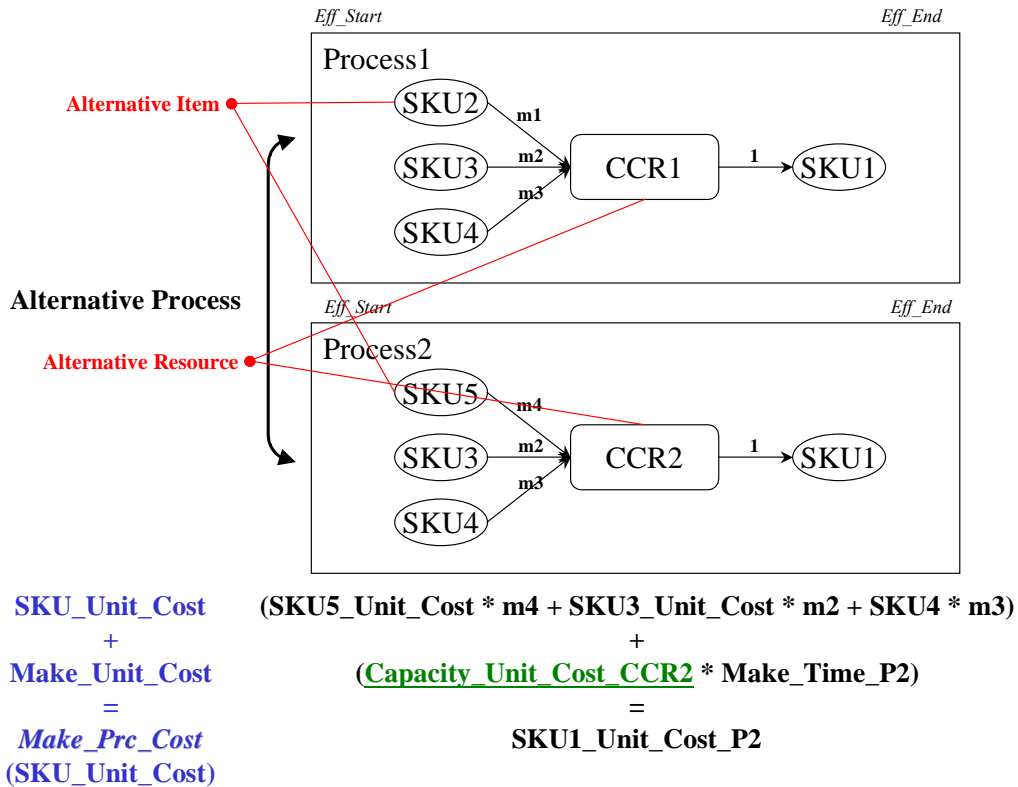 Eff_Start Eff_End
Process1
Alternative Item
SKU2
m1
SKU3
m2
CCR1
1
SKU1
m3
SKU4
Alternative Process
Eff_Start Eff_End
Process2
Alternative Resource
SKU5
m4
SKU3
m2
CCR2
1
SKU1
m3
SKU4
SKU_Unit_Cost (SKU5_Unit_Cost * m4 + SKU3_Unit_Cost * m2 + SKU4 * m3)
+ +
Make_Unit_Cost (Capacity_Unit_Cost_CCR2 * Make_Time_P2)
= =
Make_Prc_Cost SKU1_Unit_Cost_P2
(SKU_Unit_Cost)